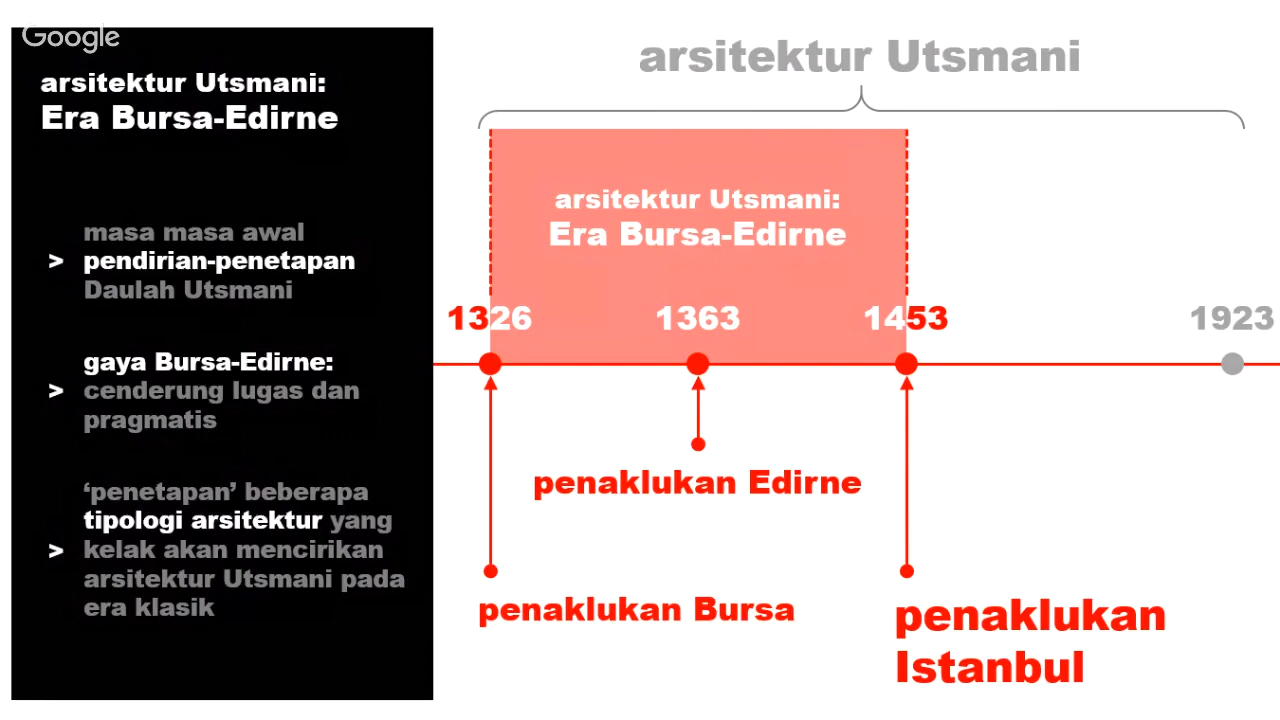 Google
arsitektur Utsmani:
Era Bursa-Edirne
masa masa awal
> pendirian-penetapan
Daulah Utsmani
gaya Bursa-Edirne:
> cenderung lugas dan
pragmatis
‘penetapan’ beberapa
tipologi arsitektur yang
> kelak akan mencirikan
arsitektur Utsmani pada
era klasik
arsitektur Utsmani
arsitektur Utsmani:
Era Bursa-Edirne
1326 1363 1453 1923
penaklukan Edirne
penaklukan Bursa
penaklukan
Istanbul